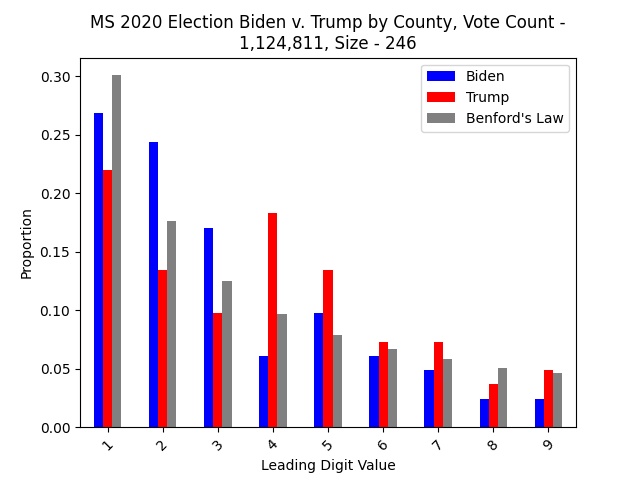 MS 2020 Election Biden v. Trump by County, Vote Count -
1,124,811, Size - 246
Biden
Trump
Benford's Law
Proportion
0.30
0.25
0.20
0.15
0.10
0.05
0.00
1 2 3 4 5 6 7 8 9
Leading Digit Value